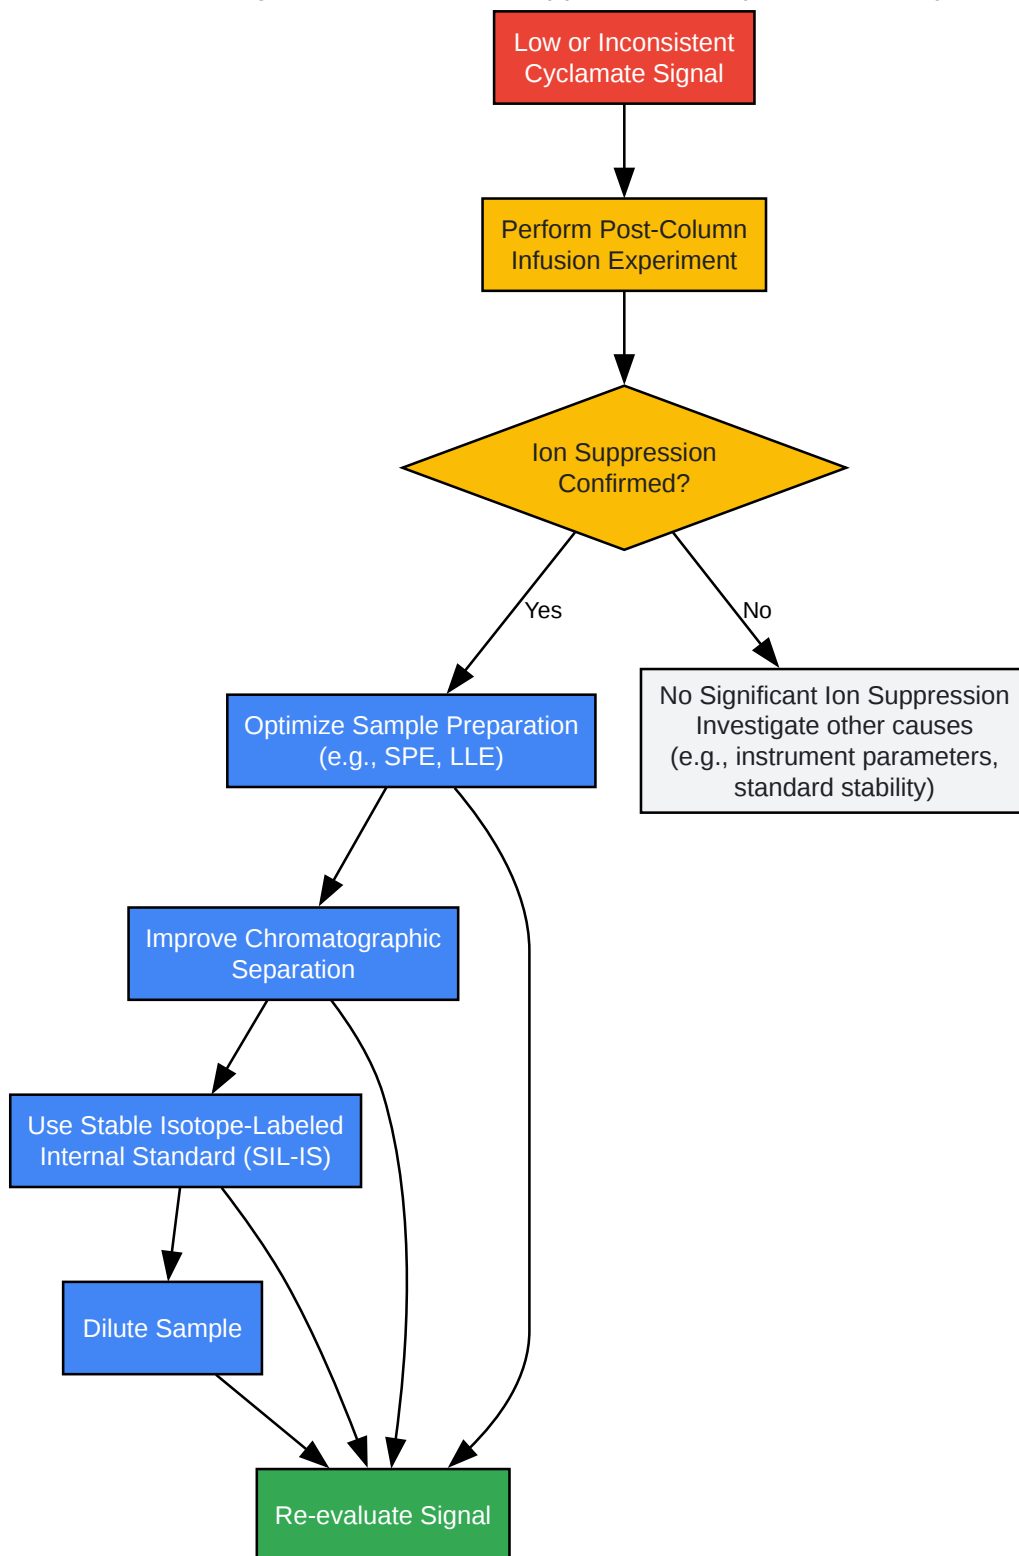 Low or Inconsistent
Cyclamate Signal
Perform Post-Column
Infusion Experiment
Ion Suppression
Confirmed?
Yes
No
Optimize Sample Preparation
(e.g., SPE, LLE)
No Significant Ion Suppression
Investigate other causes
(e.g., instrument parameters,
standard stability)
Improve Chromatographic
Separation
Use Stable Isotope-Labeled
Internal Standard (SIL-IS)
Dilute Sample
Re-evaluate Signal